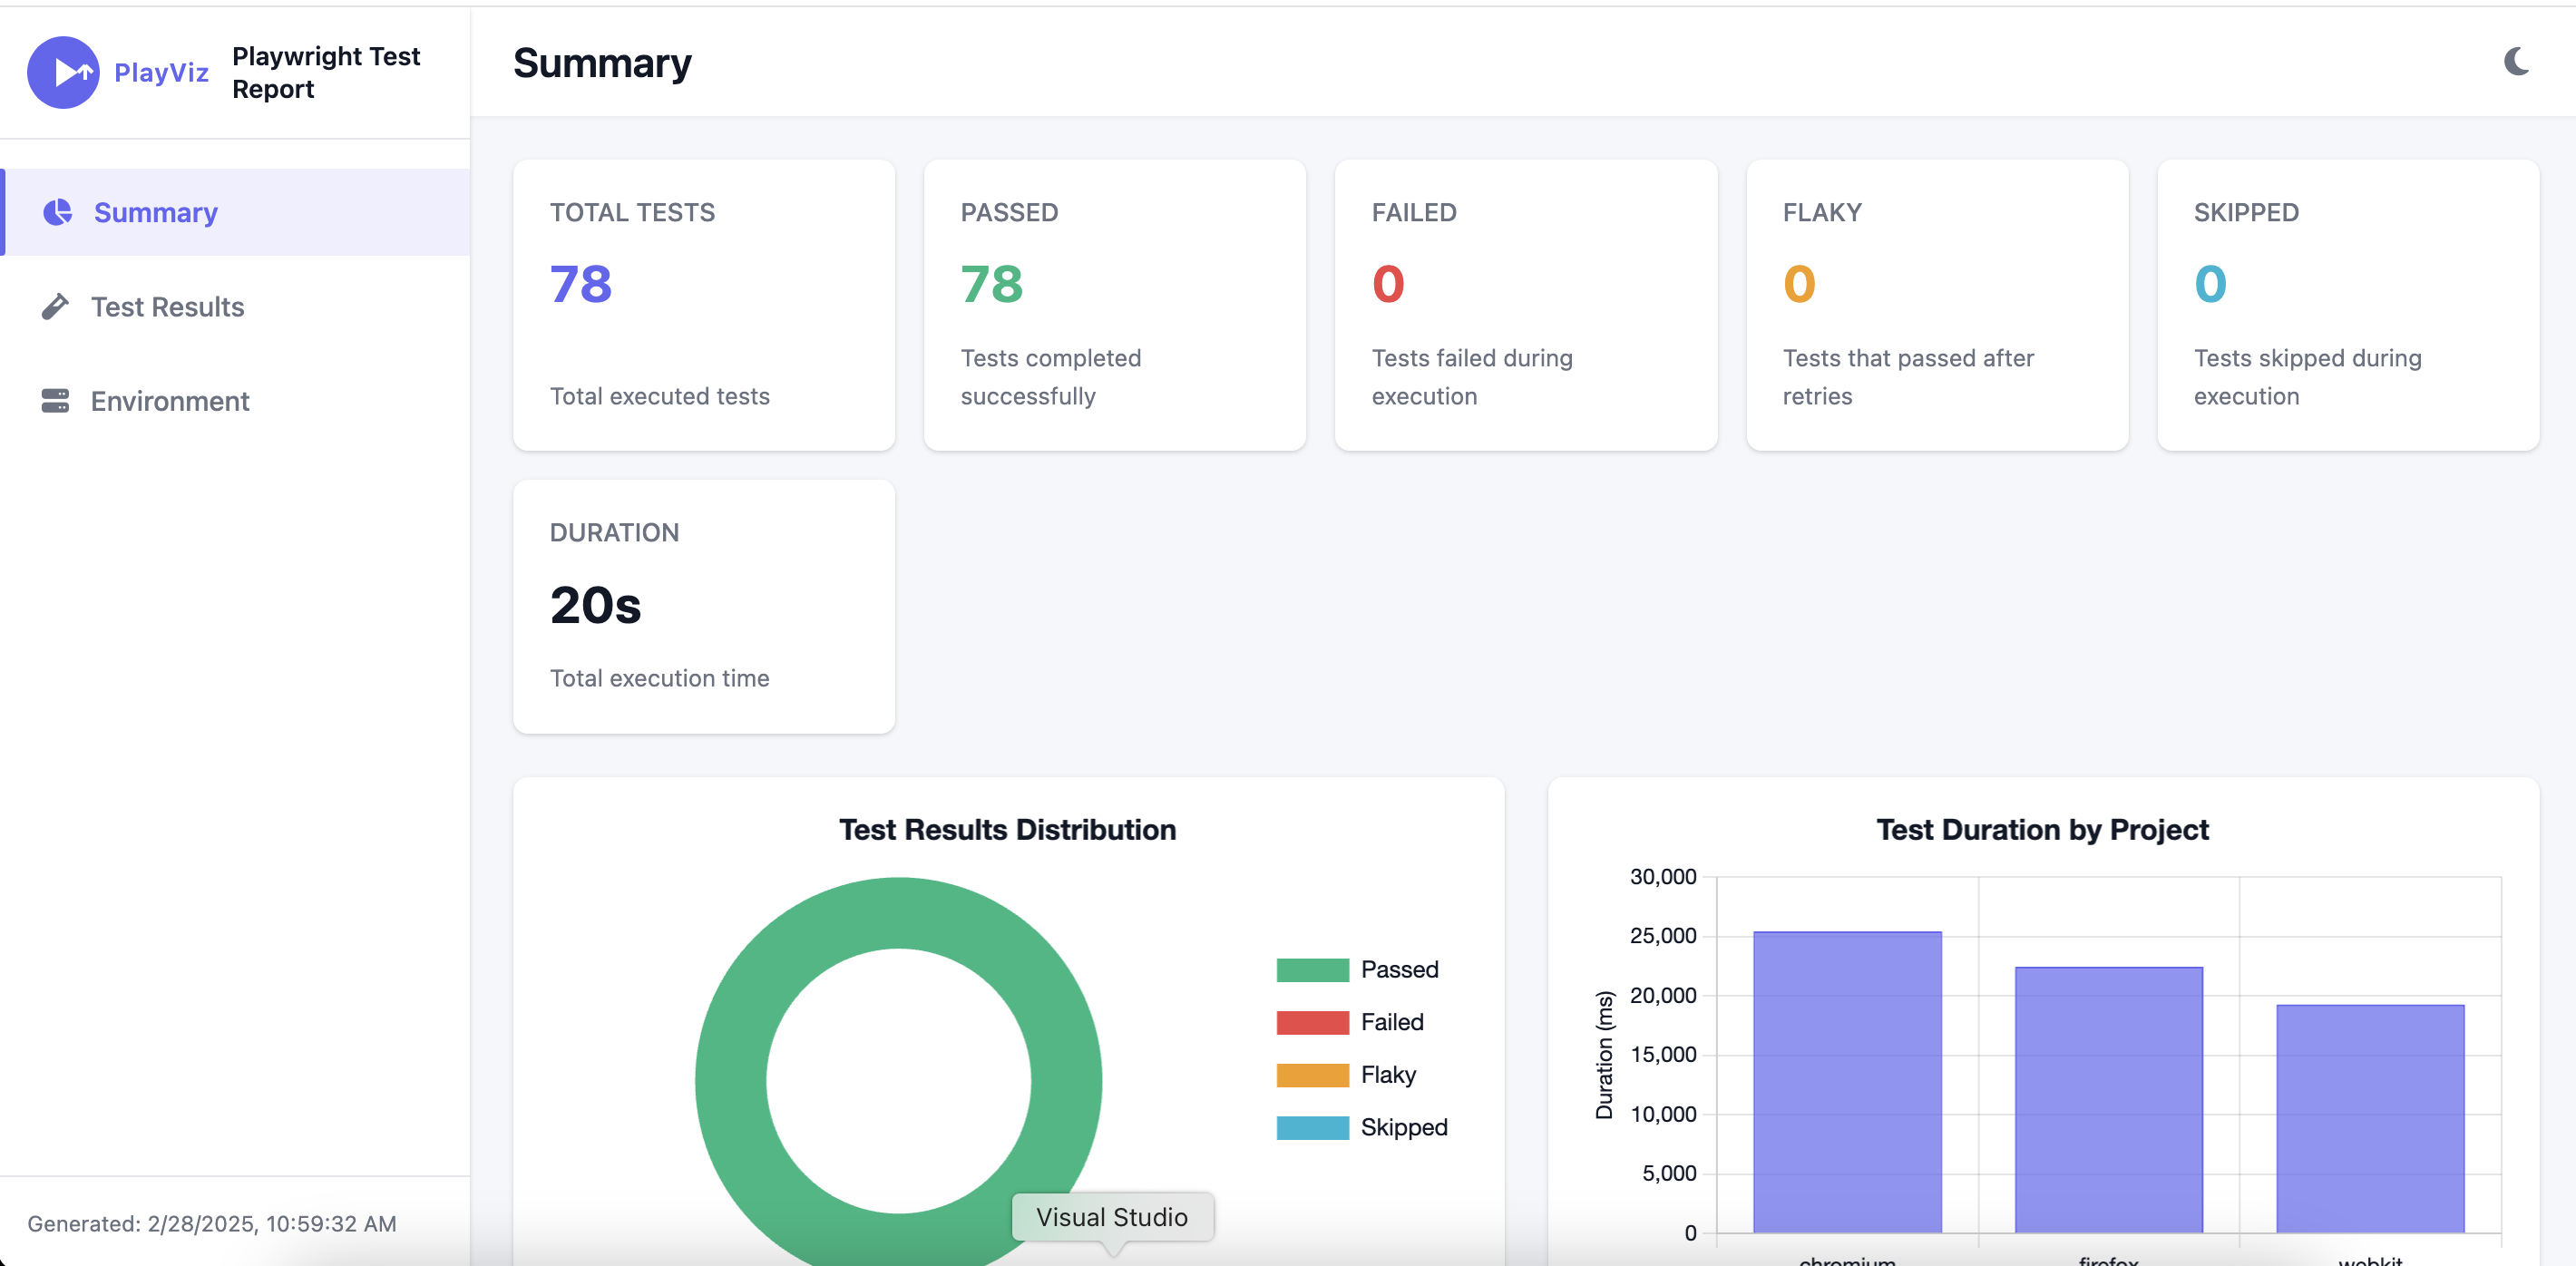 PlayViz
Playwright Test
Report
Summary
Test Results
Environment
Generated: 2/28/2025, 10:59:32 AM
Summary
TOTAL TESTS
78
Total executed tests
PASSED
78
Tests completed
successfully
FAILED
0
Tests failed during
execution
FLAKY
0
Tests that passed after
retries
SKIPPED
0
Tests skipped during
execution
DURATION
20s
Total execution time
Test Results Distribution
Passed
Failed
Flaky
Skipped
Visual Studio
Test Duration by Project
Duration (ms)
30,000
25,000
20,000
15,000
10,000
5,000
0
chromium
firefox
webkit